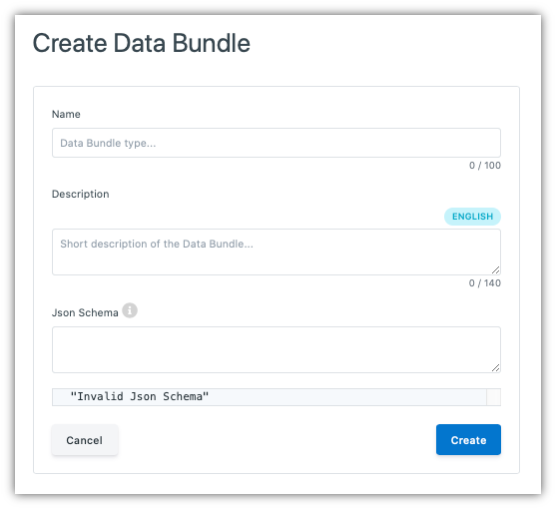 Create Data Bundle
Name
Data Bundle type...
0 / 100
Description
ENGLISH
Short description of the Data Bundle...
0 / 140
Json Schema i
"Invalid Json Schema"
Cancel
Create